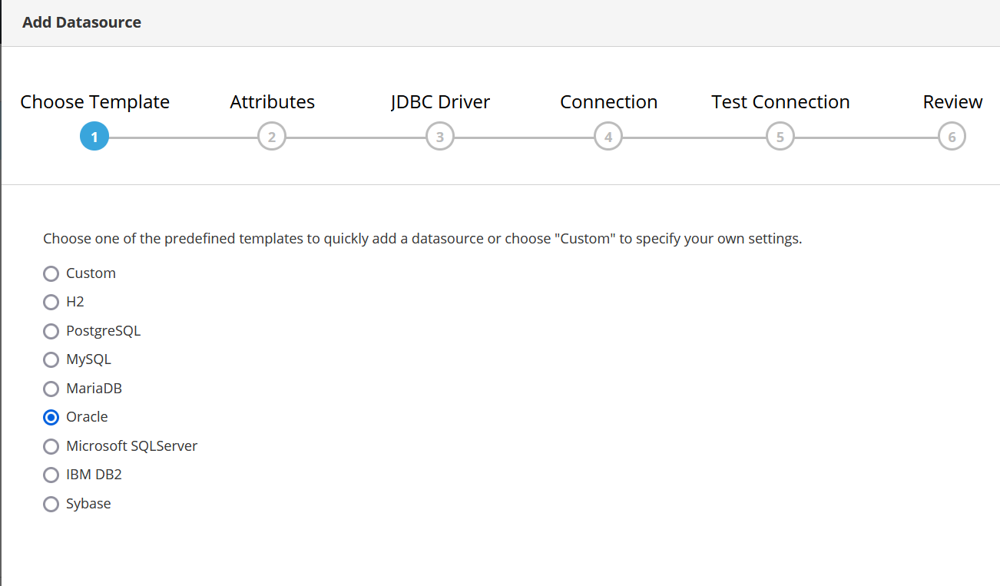 Add Datasource
Choose Template Attributes JDBC Driver Connection Test Connection Review
1 2 3 4 5 6
Choose one of the predefined templates to quickly add a datasource or choose "Custom" to specify your own settings.
Custom
H2
PostgreSQL
MySQL
MariaDB
Oracle
Microsoft SQLServer
IBM DB2
Sybase